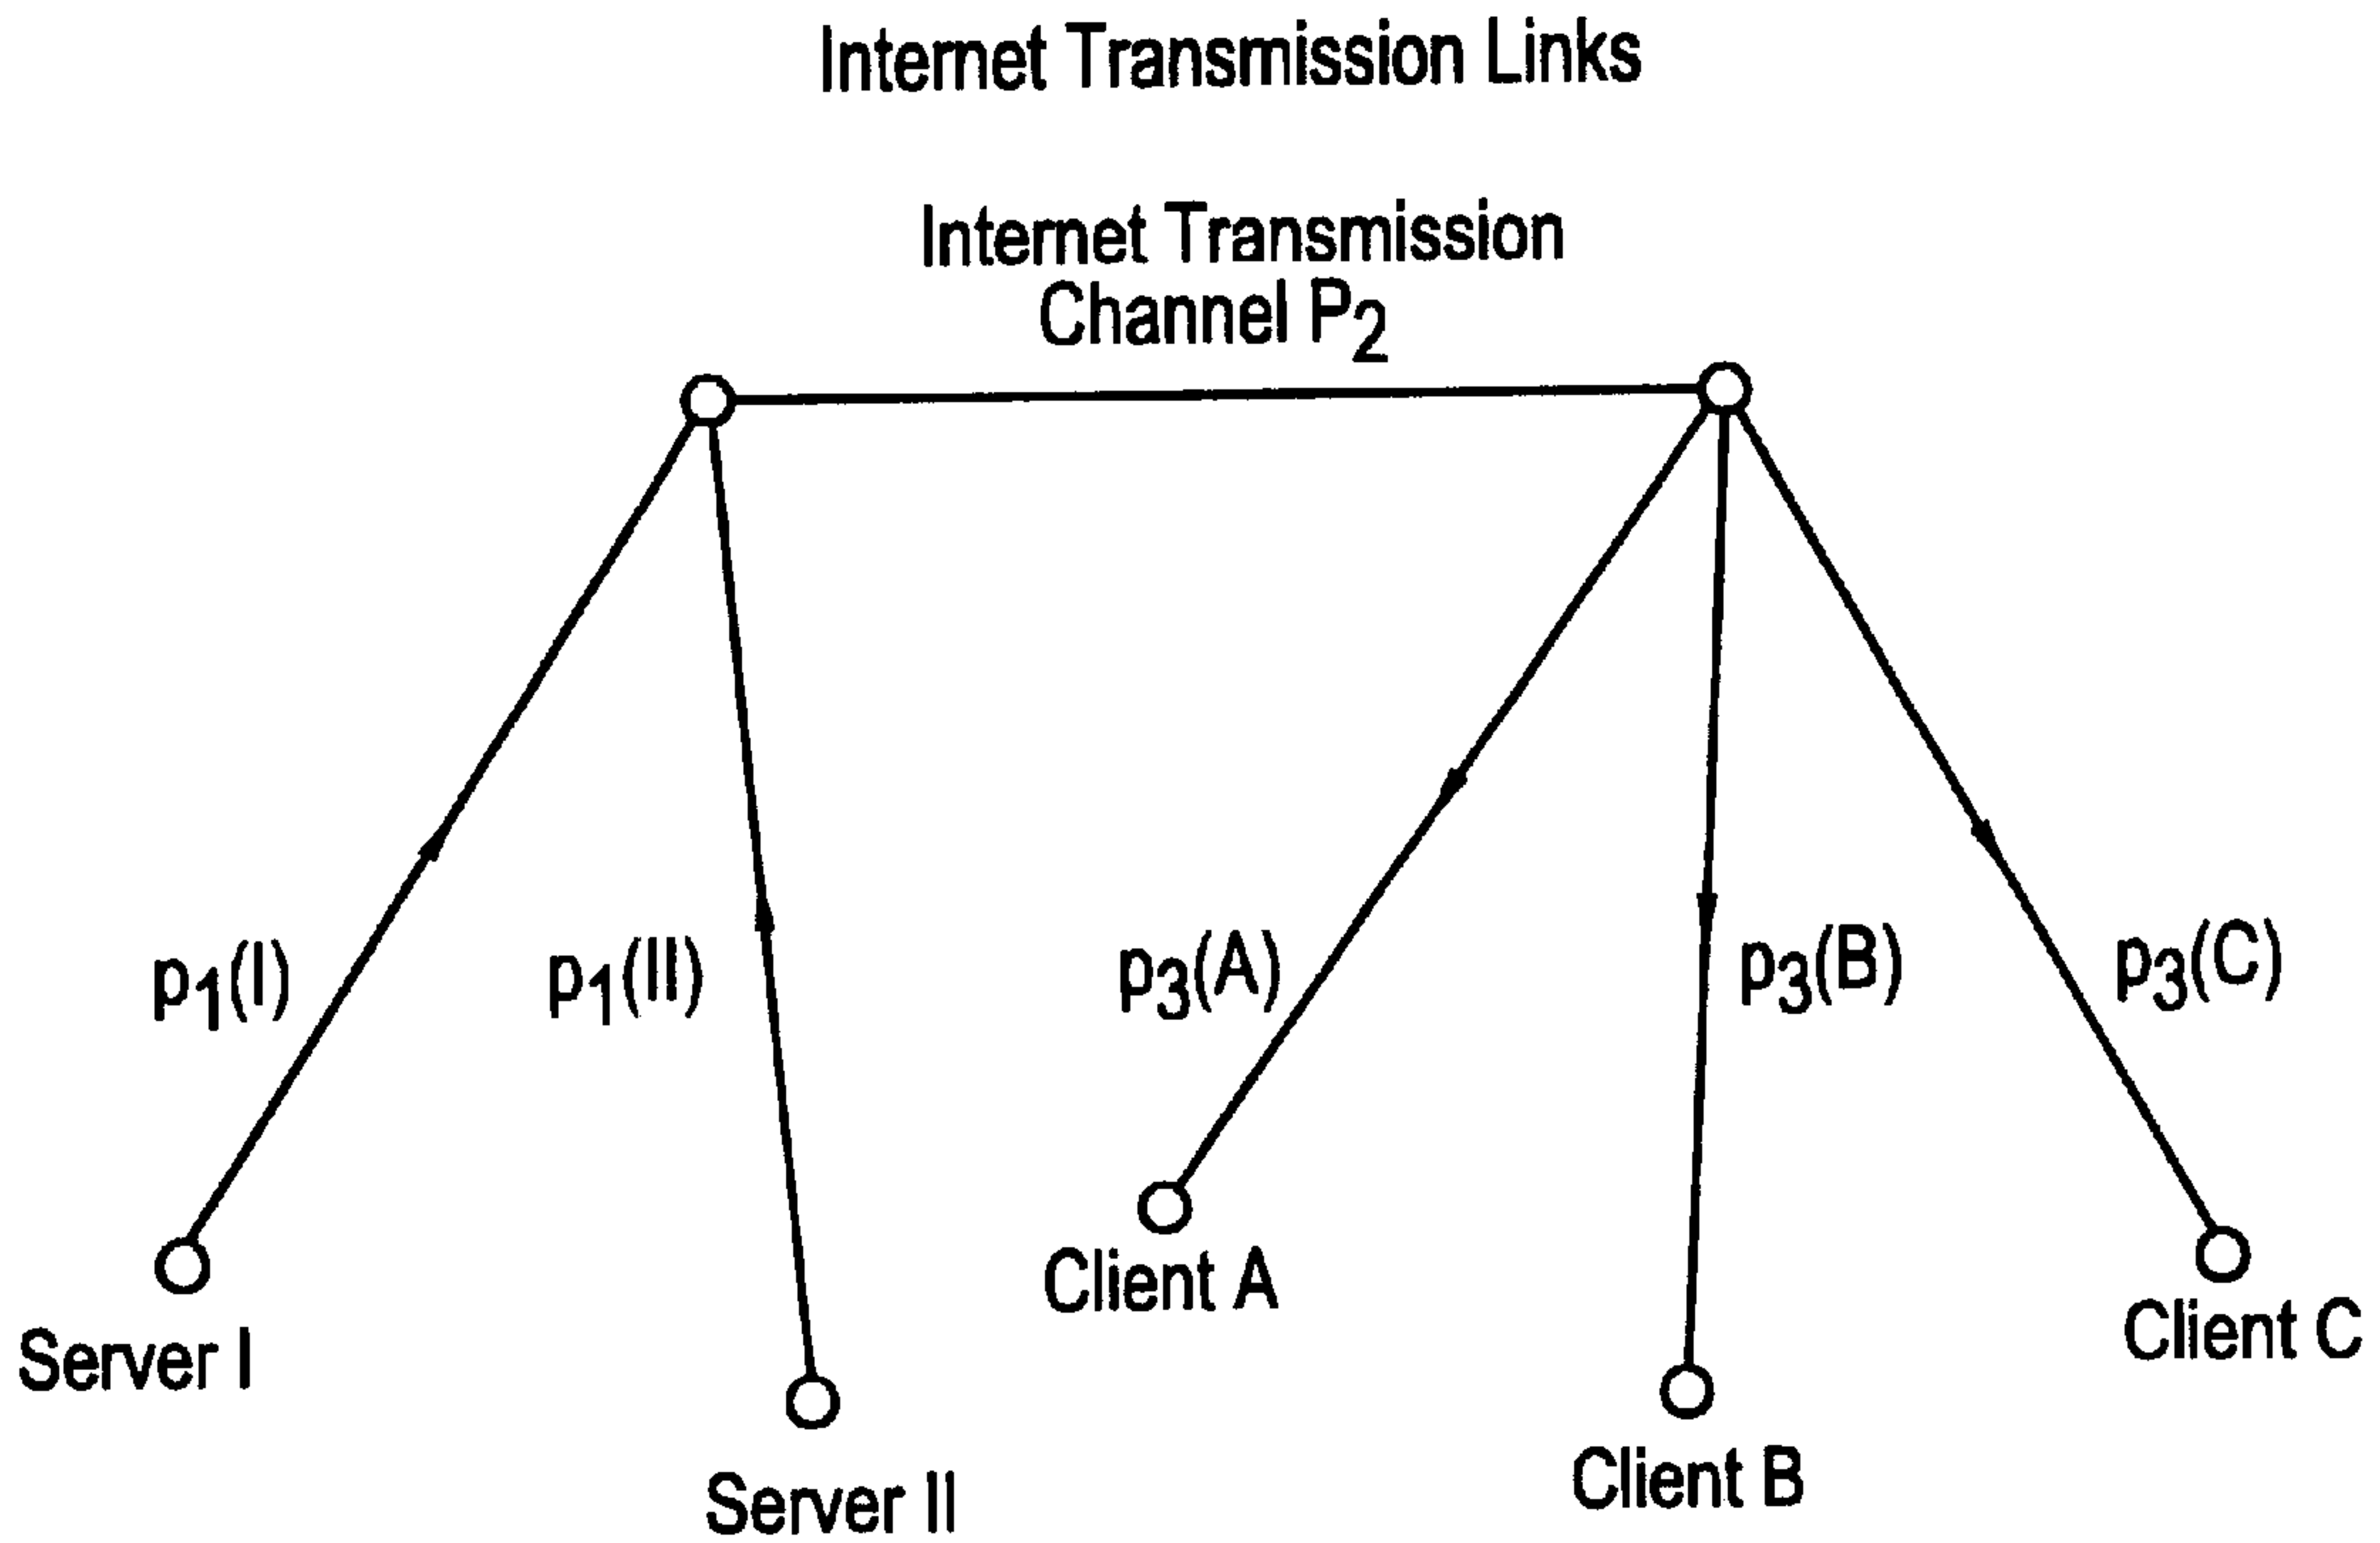 Internet Transmission Links
Internet Transmission
Channel P2
p1(I)
p1(II)
p3(A)
p3(B)
p3(C)
Client A
Server I
Client C
Server II
Client B